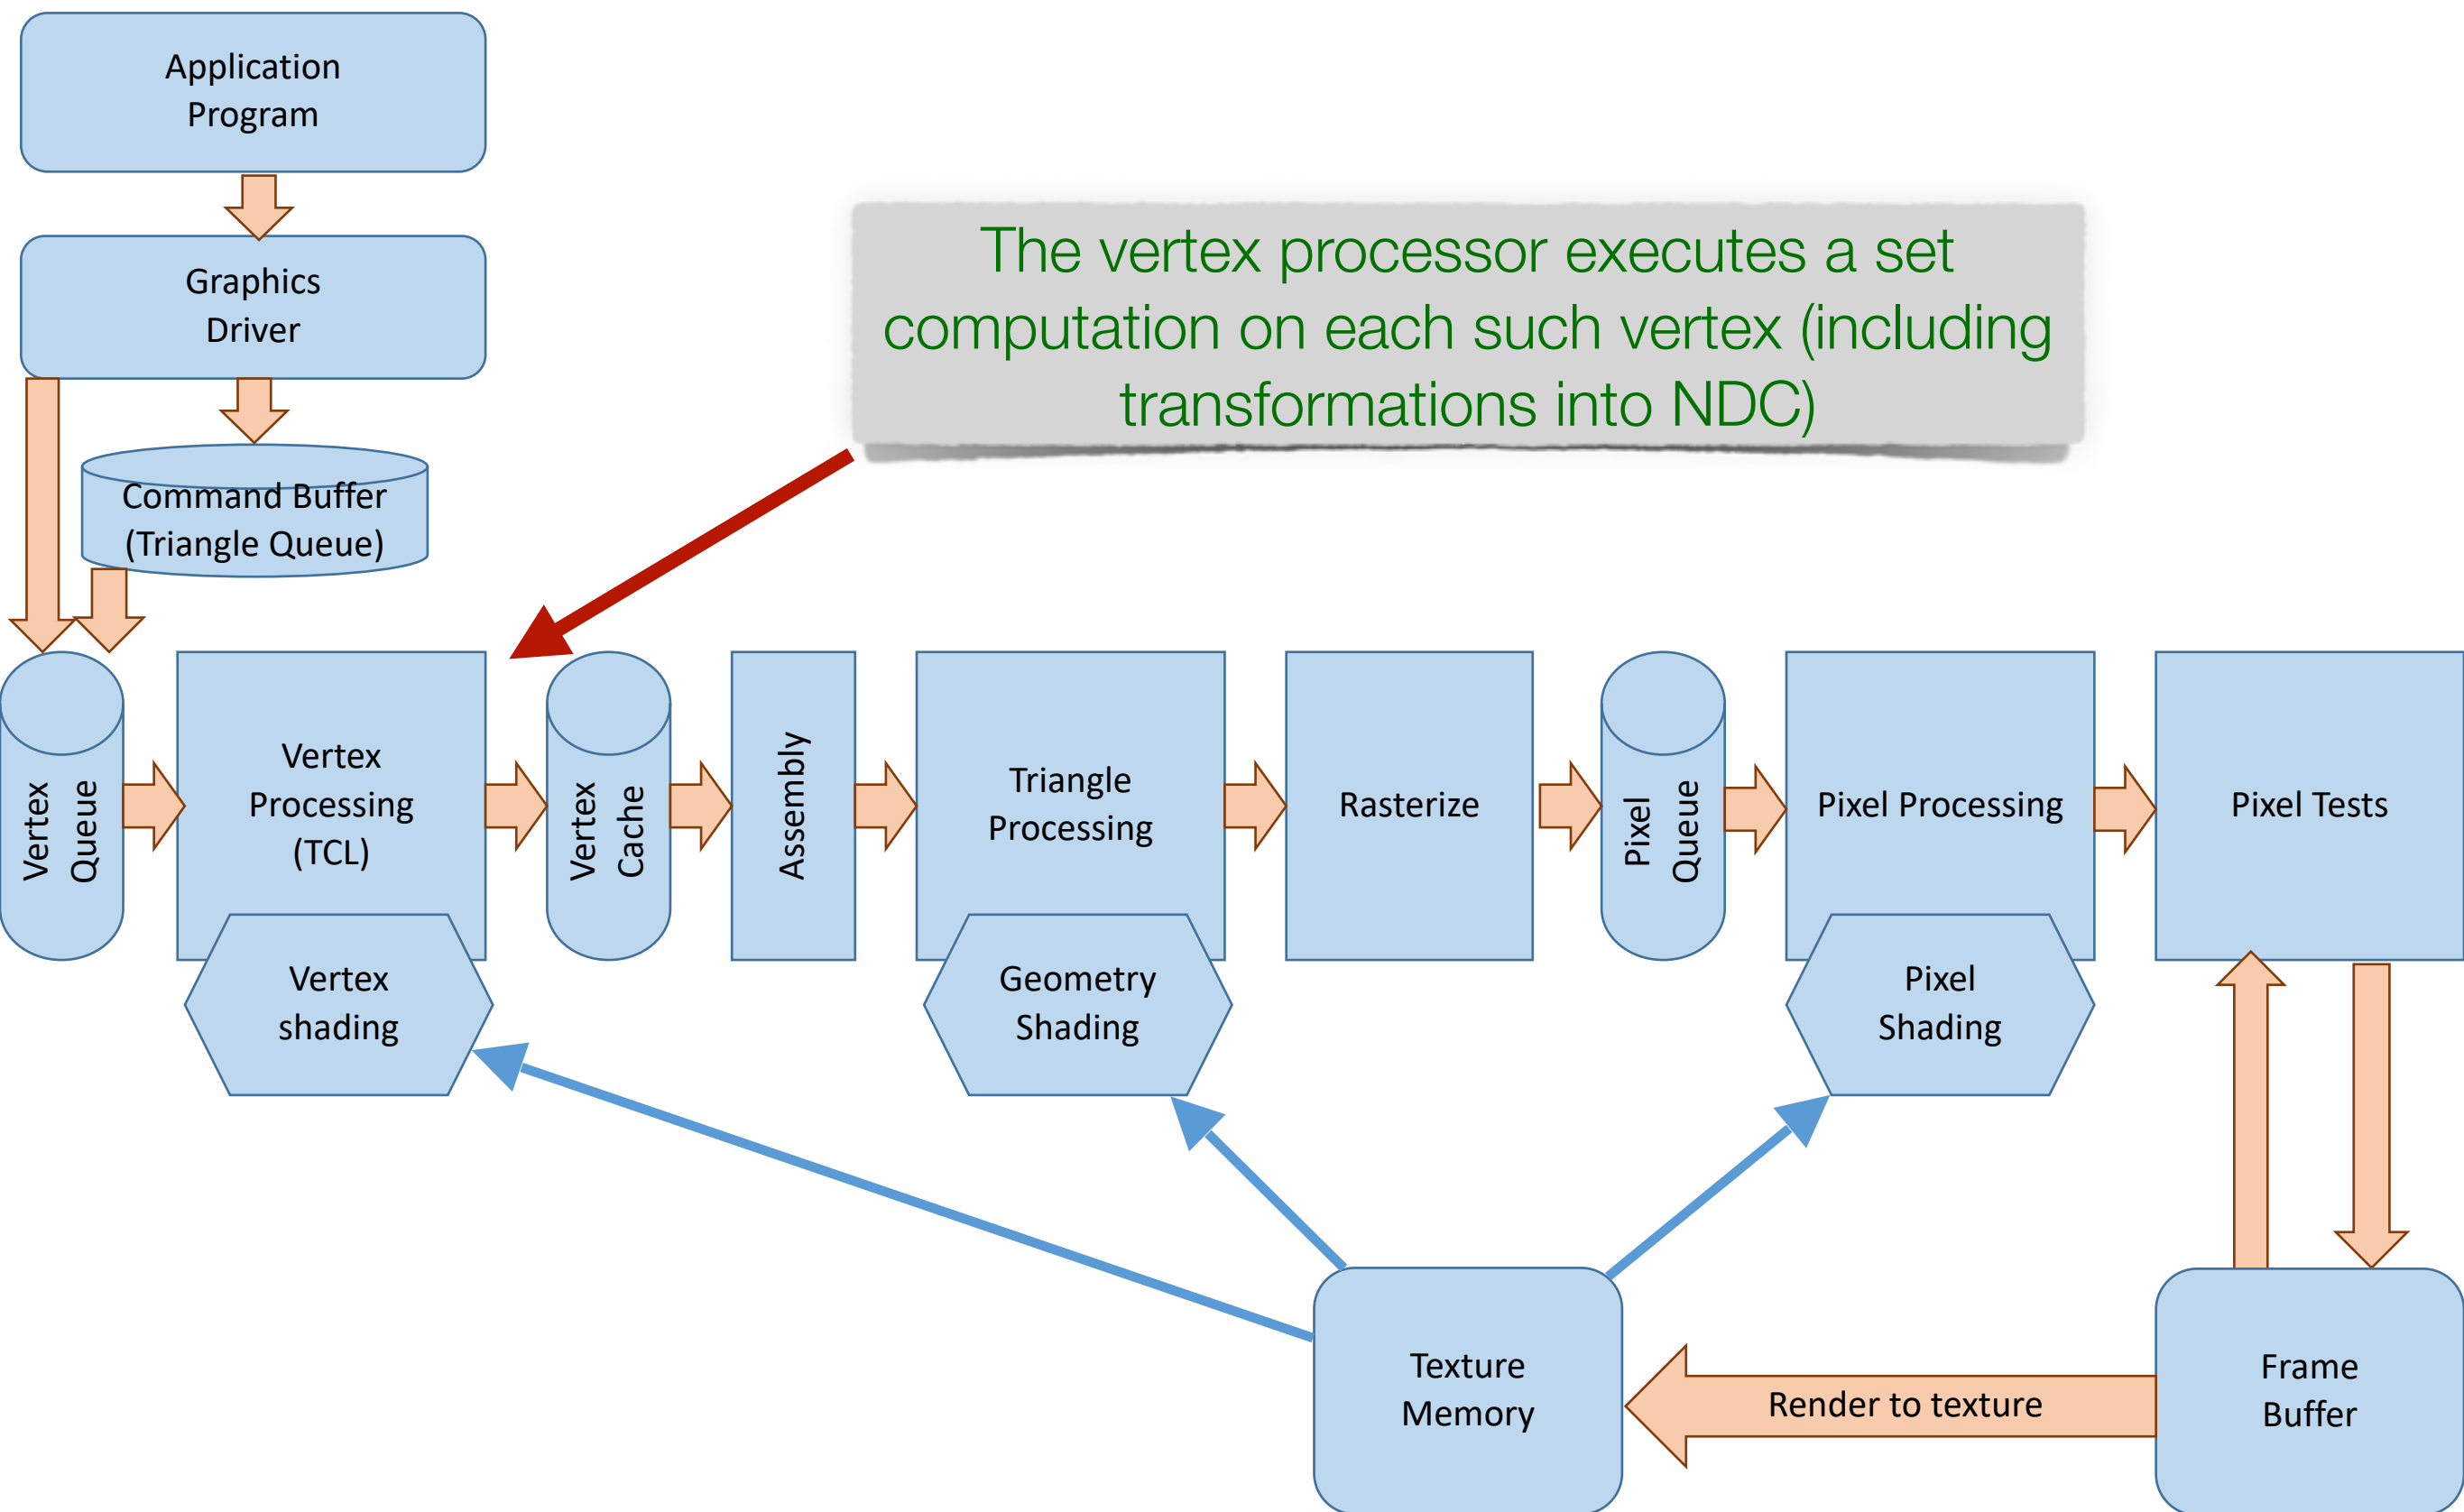 Application
Program
Graphics
Driver
Command Buffer
(Triangle Queue)
The vertex processor executes a set
computation on each such vertex (including
transformations into NDC)
Vertex
Queue
Vertex
Processing
(TCL)
Vertex
shading
Vertex
Cache
Assembly
Triangle
Processing
Geometry
Shading
Rasterize
Pixel
Queue
Pixel Processing
Pixel
Shading
Pixel Tests
Texture
Memory
Render to texture
Frame
Buffer